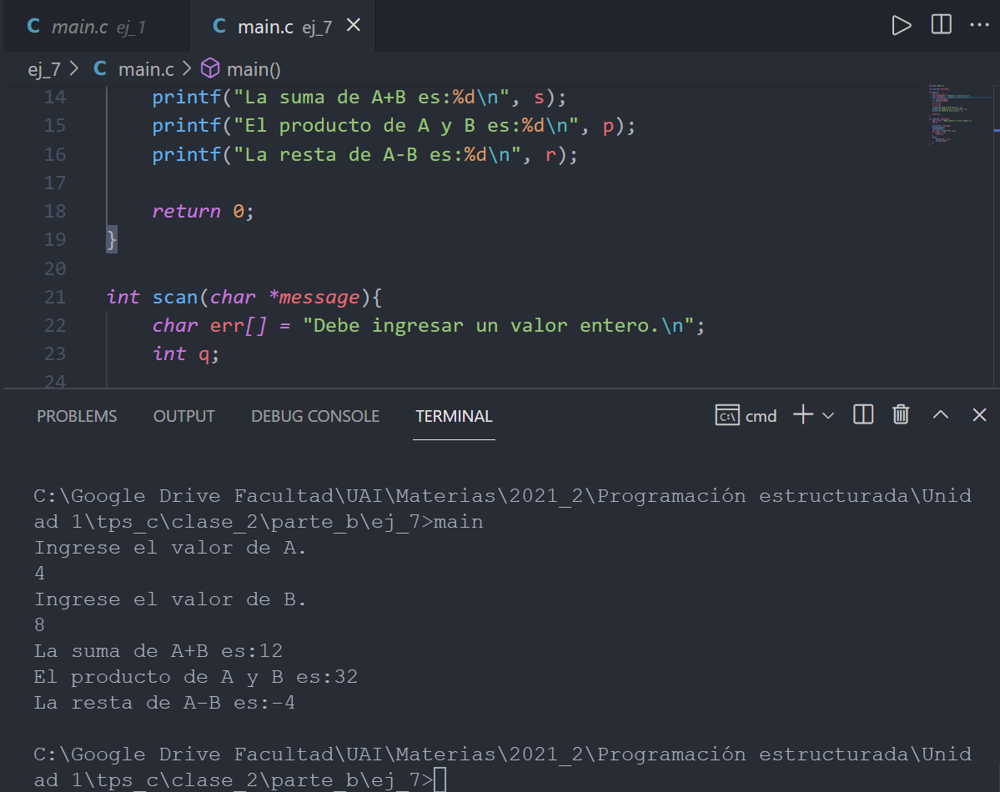 C main.c ej_1 C main.c ej_7
ej_7 > C main.c > main()
14 printf("La suma de A+B es:%d\n", s);
15 printf("El producto de A y B es:%d\n", p);
16 printf("La resta de A-B es:%d\n", r);
17
18 return 0;
19 }
20
21 int scan(char *message){
22 char err[] = "Debe ingresar un valor entero.\n";
23 int q;
24
PROBLEMS OUTPUT DEBUG CONSOLE TERMINAL C:\ cmd
C:\Google Drive Facultad\UAI\Materias\2021_2\Programación estructurada\Unid
ad 1\tps_c\clase_2\parte_b\ej_7>main
Ingrese el valor de A.
4
Ingrese el valor de B.
8
La suma de A+B es:12
El producto de A y B es:32
La resta de A-B es:-4
C:\Google Drive Facultad\UAI\Materias\2021_2\Programación estructurada\Unid
ad 1\tps_c\clase_2\parte_b\ej_7>